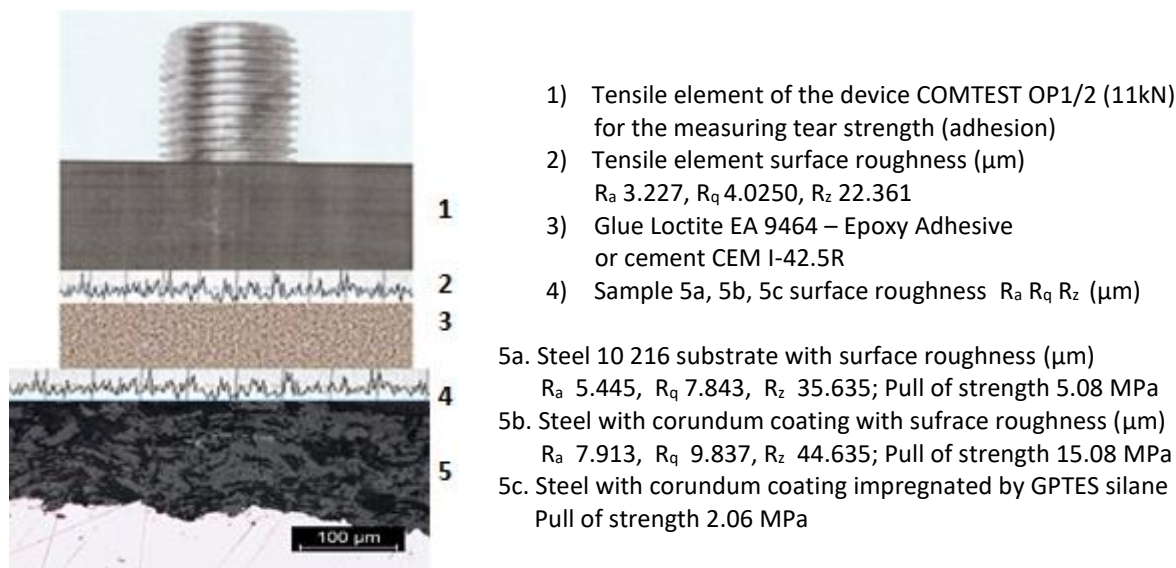 1) Tensile element of the device COMTEST OP1/2 (11kN)
for the measuring tear strength (adhesion)
2) Tensile element surface roughness (µm)
Ra 3.227, Rq 4.0250, Rz 22.361
3) Glue Loctite EA 9464 – Epoxy Adhesive
or cement CEM I-42.5R
4) Sample 5a, 5b, 5c surface roughness Ra Rq Rz (µm)
5a. Steel 10 216 substrate with surface roughness (µm)
Ra 5.445, Rq 7.843, Rz 35.635; Pull of strength 5.08 MPa
5b. Steel with corundum coating with sufrace roughness (µm)
Ra 7.913, Rq 9.837, Rz 44.635; Pull of strength 15.08 MPa
5c. Steel with corundum coating impregnated by GPTES silane
Pull of strength 2.06 MPa
1
2
3
4
5
100 µm